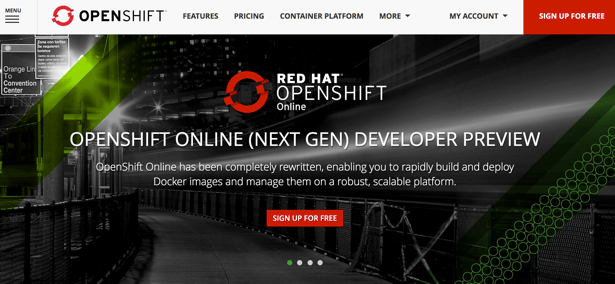 MENU
OPENSHIFT
FEATURES
PRICING
CONTAINER PLATFORM
MORE
MY ACCOUNT
SIGN UP FOR FREE
Orange Lin
To
Convention
Center
RED HAT
OPENSHIFT
Online
OPENSHIFT ONLINE (NEXT GEN) DEVELOPER PREVIEW
OpenShift Online has been completely rewritten, enabling you to rapidly build and deploy
Docker images and manage them on a robust, scalable platform.
SIGN UP FOR FREE